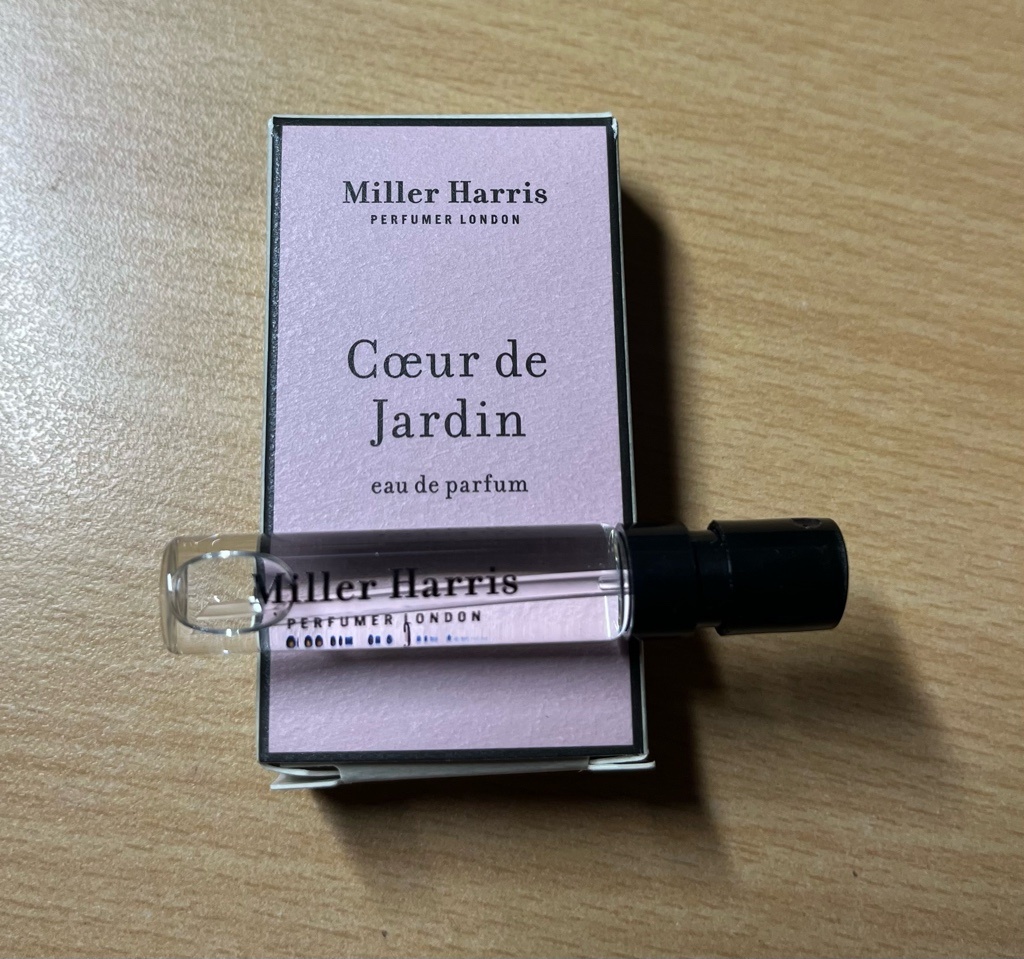 Miller Harris
PERFUMER LONDON
Cœur de
Jardin
eau de parfum
Miller Harris
PERFUMER LONDON